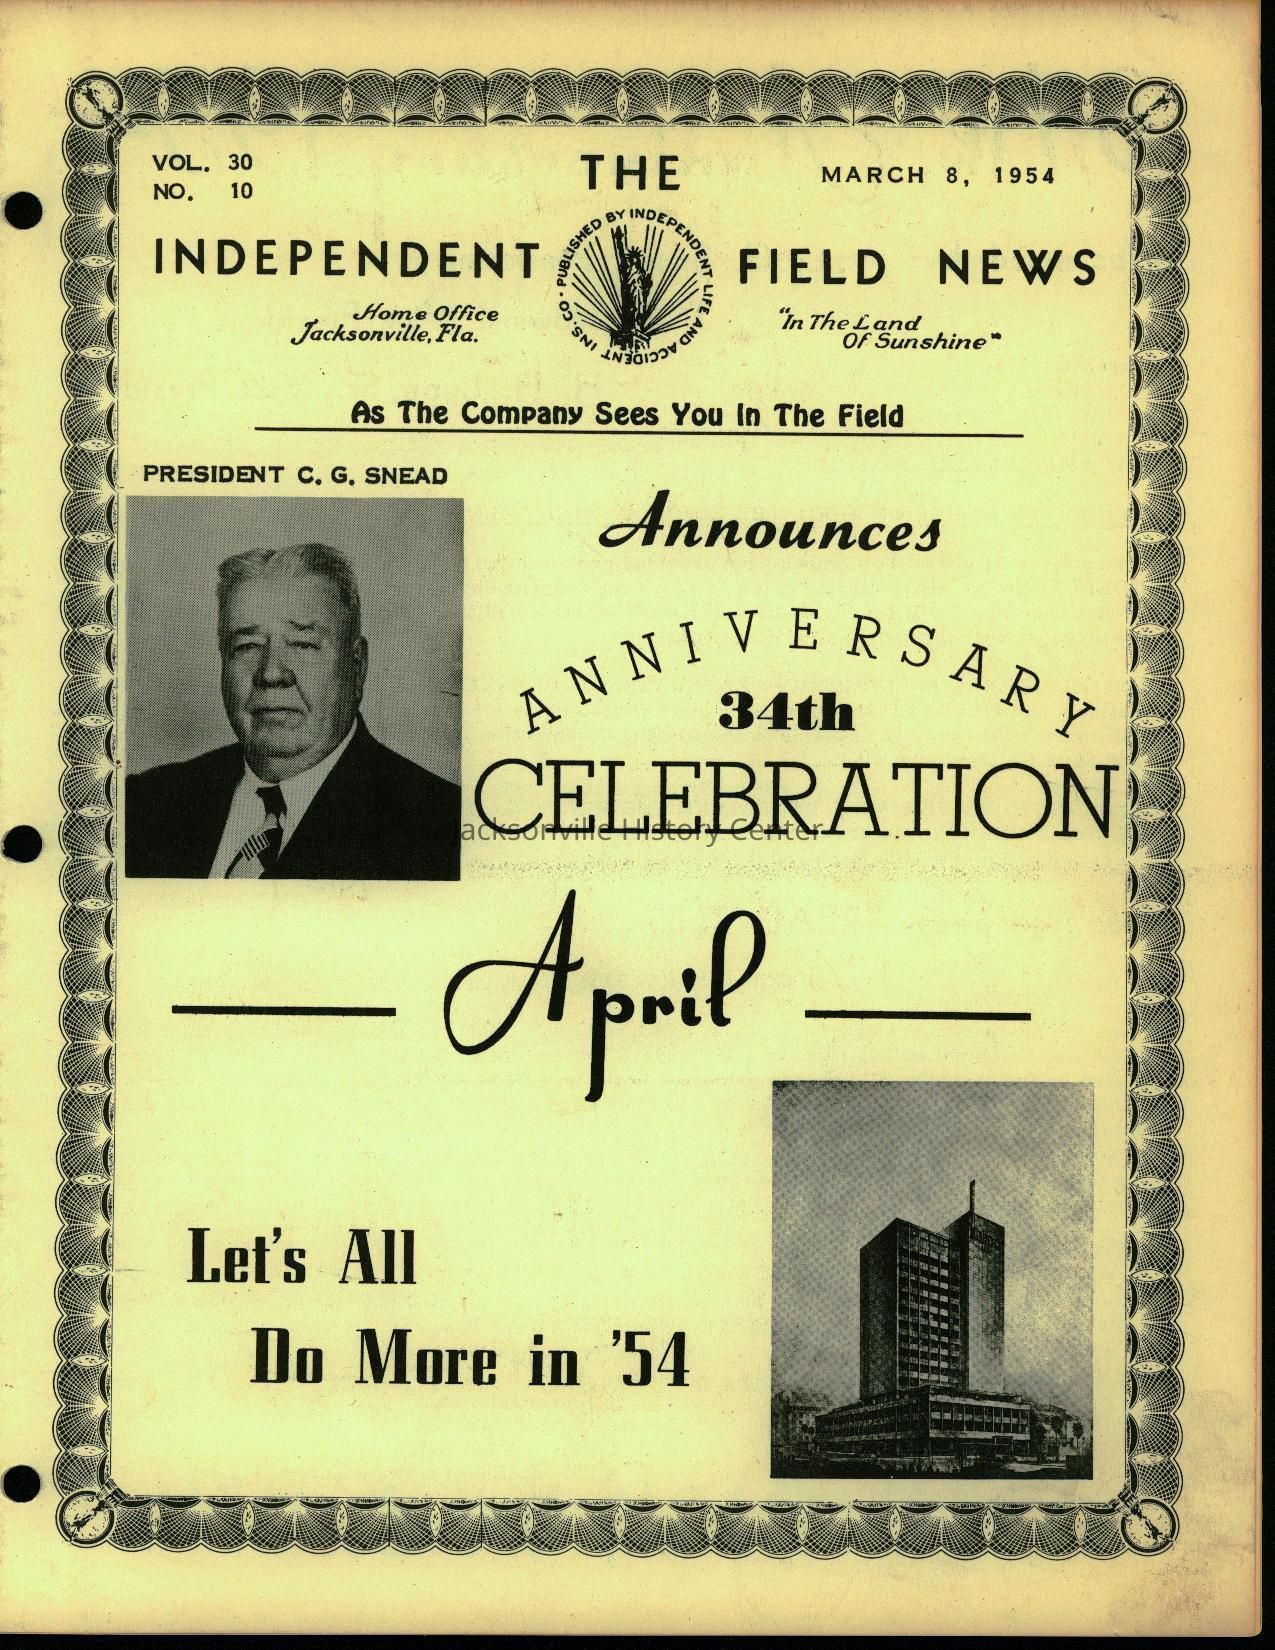 VOL. 30
NO. 10
THE
MARCH 8, 1954
INDEPENDENT FIELD NEWS
PUBLISHED BY INDEPENDENT LIFE AND ACCIDENT INS. CO.
Home Office
Jacksonville, Fla.
"In The Land
Of Sunshine"
As The Company Sees You In The Field
PRESIDENT C. G. SNEAD
Announces
ANNIVERSARY
34th
CELEBRATION
Jacksonville History Center
April
Let's All
Do More in '54